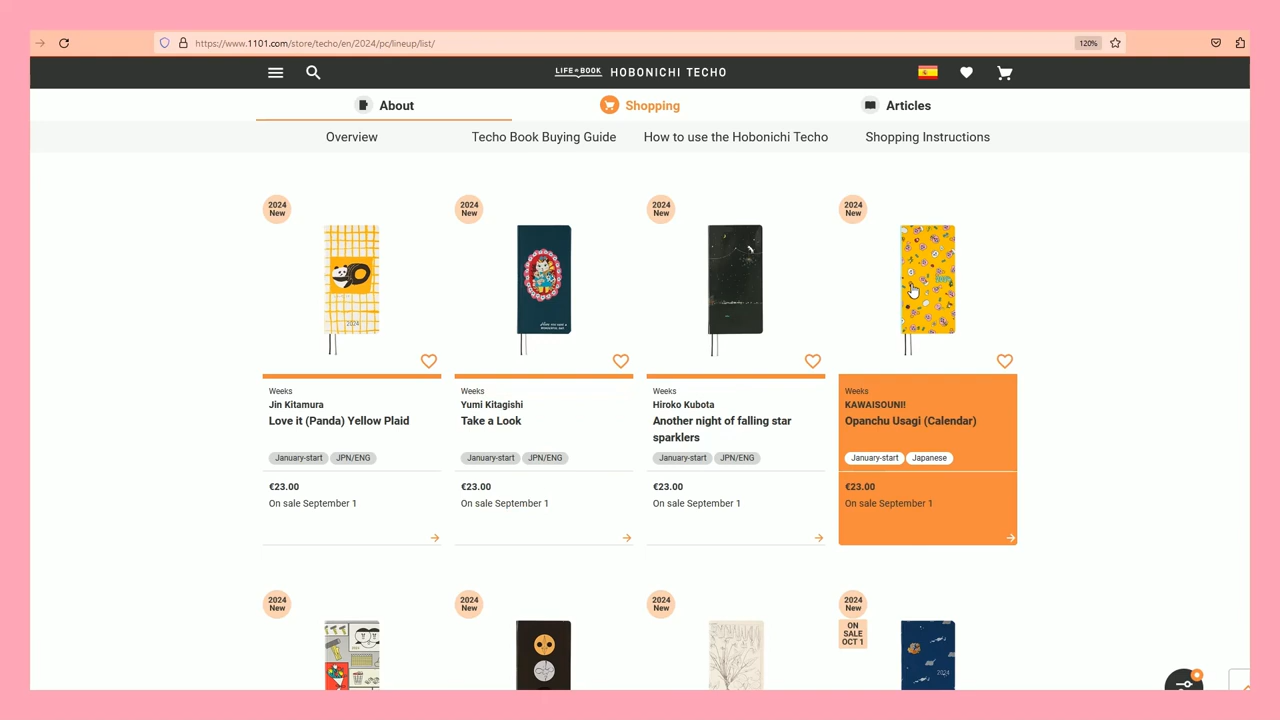 https://www.1101.com/store/techo/en/2024/pc/lineup/list/
120%
LIFE BOOK HOBONICHI TECHO
About
Shopping
Articles
Overview
Techo Book Buying Guide
How to use the Hobonichi Techo
Shopping Instructions
2024
New
2024
New
2024
New
2024
New
2024
Weeks
Jin Kitamura
Love it (Panda) Yellow Plaid
January-start
JPN/ENG
€23.00
On sale September 1
Weeks
Yumi Kitagishi
Take a Look
January-start
JPN/ENG
€23.00
On sale September 1
Weeks
Hiroko Kubota
Another night of falling star
sparklers
January-start
JPN/ENG
€23.00
On sale September 1
Weeks
KAWAISOUNI!
Opanchu Usagi (Calendar)
January-start
Japanese
€23.00
On sale September 1
2024
New
2024
New
2024
New
2024
New
ON
SALE
OCT 1
2024